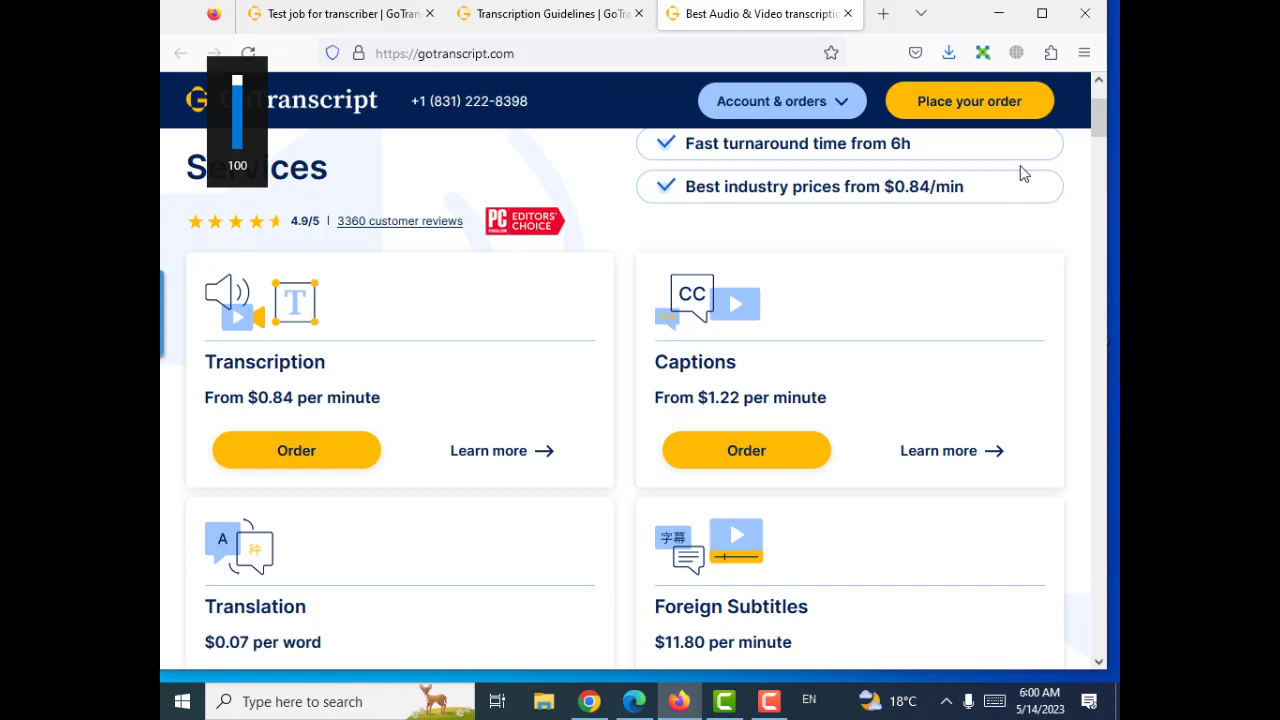 Test job for transcriber | GoTran
Transcription Guidelines | GoTra
Best Audio & Video transcriptio
https://gotranscript.com
Transcript
+1 (831) 222-8398
Account & orders
Place your order
100
Services
Fast turnaround time from 6h
Best industry prices from $0.84/min
4.9/5
3360 customer reviews
PC
EDITORS'
CHOICE
T
CC
Transcription
From $0.84 per minute
Order
Learn more
Captions
From $1.22 per minute
Order
Learn more
A
种
字幕
Translation
$0.07 per word
Foreign Subtitles
$11.80 per minute
Type here to search
EN
18°C
6:00 AM
5/14/2023